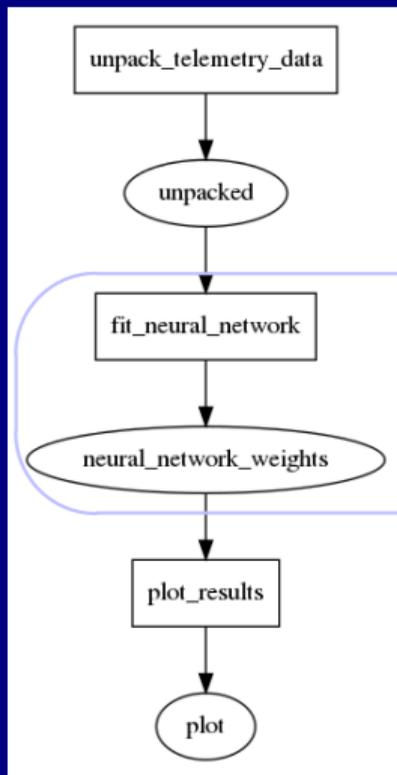 unpack_telemetry_data
unpacked
fit_neural_network
neural_network_weights
plot_results
plot